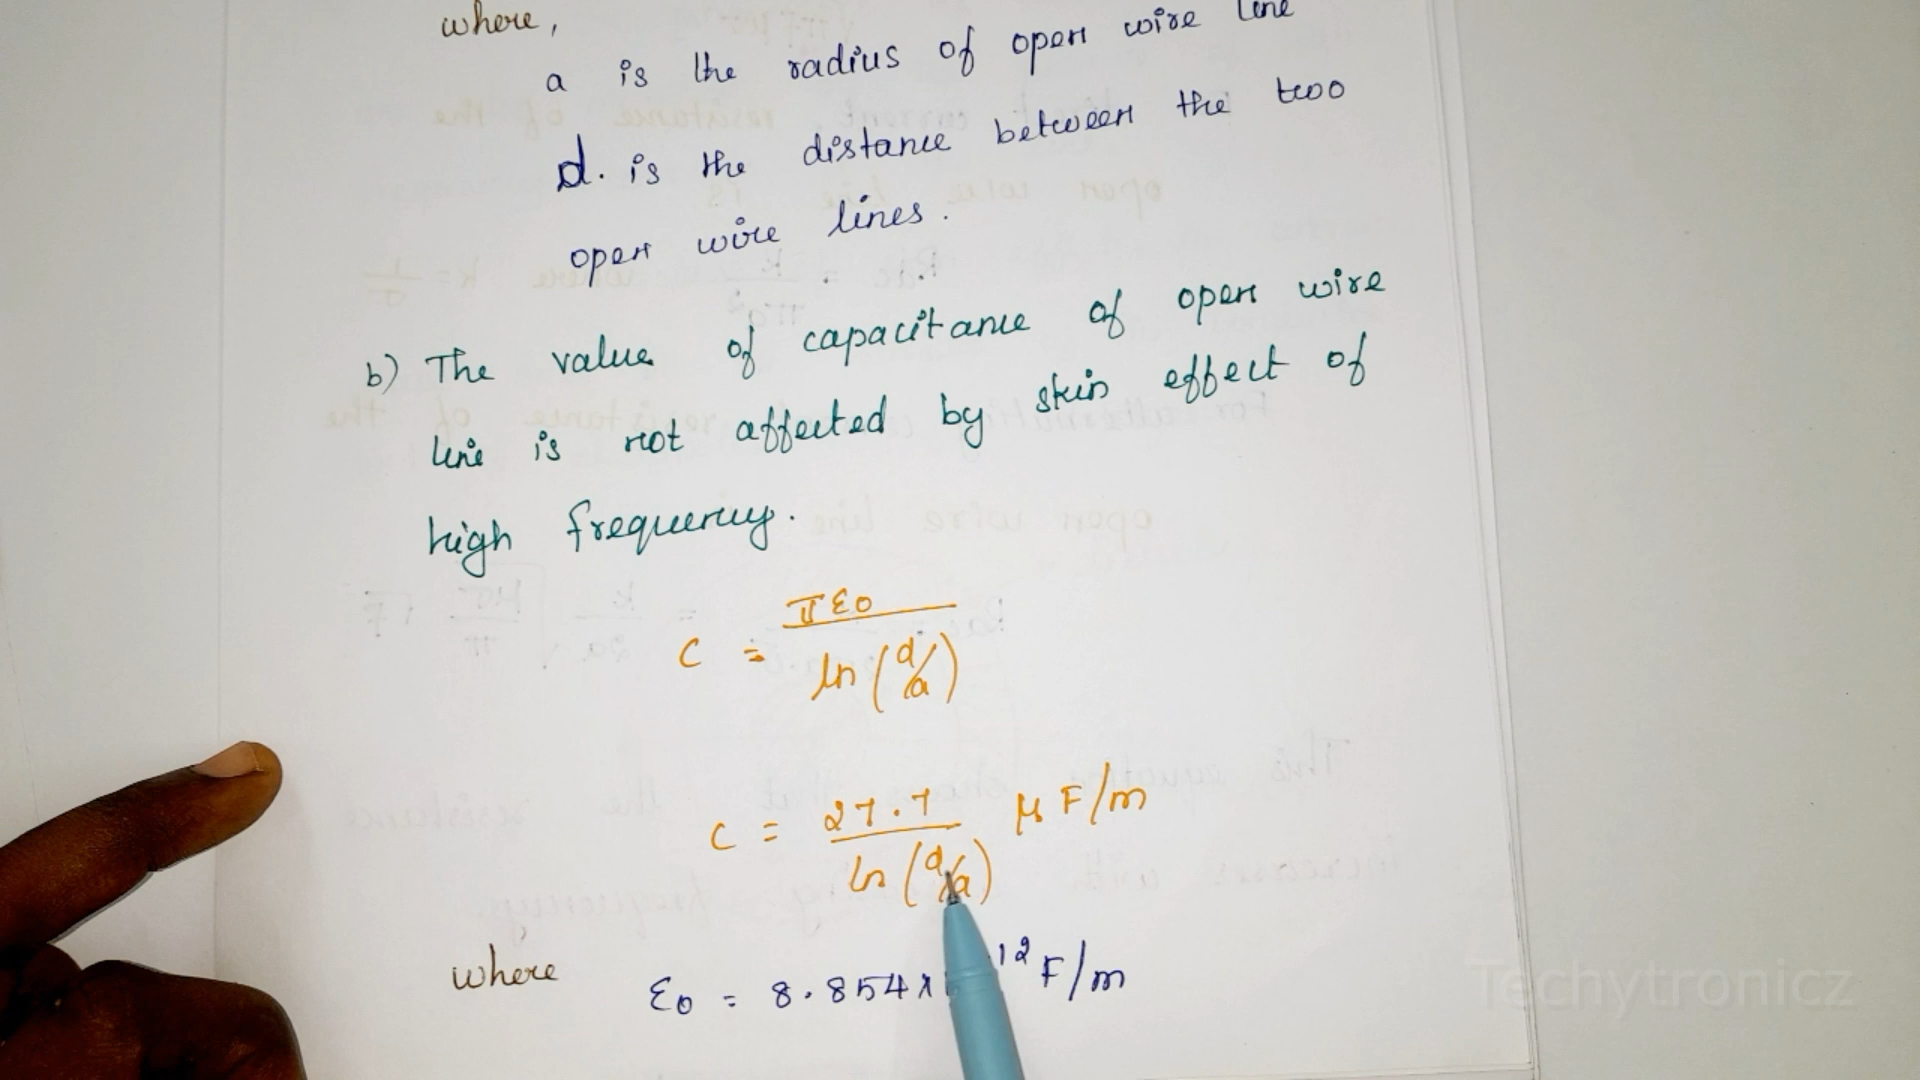 where,
a is the radius of open wire line
d. is the distance between the two
open wire lines.
b) The value of capacitance of open wire
line is not affected by skin effect of
high frequency.
C = πε0 / ln(d/a)
C = 27.7 / ln(d/a) μF/m
where ε0 = 8.854x 12 F/m
Techytronicz